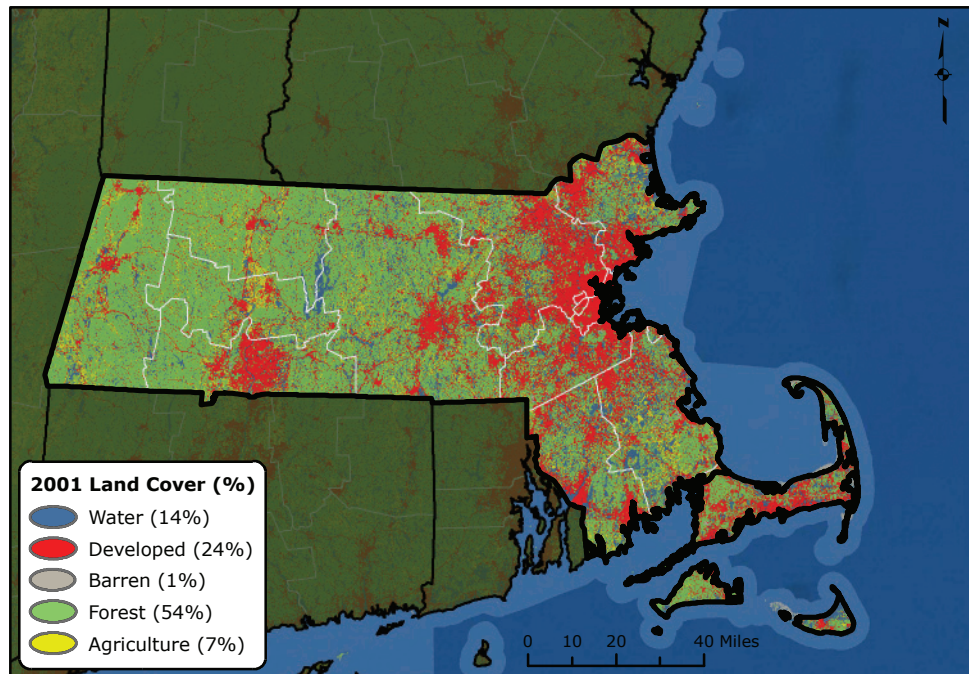 N
2001 Land Cover (%)
Water (14%)
Developed (24%)
Barren (1%)
Forest (54%)
Agriculture (7%)
0 10 20 40 Miles